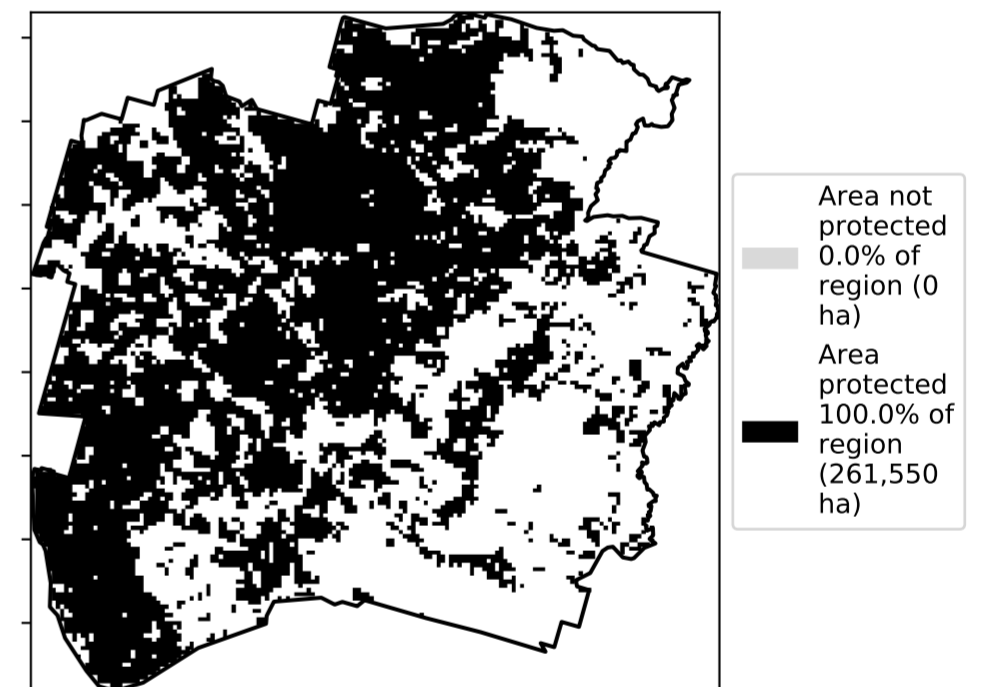 Area not
protected
0.0% of
region (0
ha)
Area
protected
100.0% of
region
(261,550
ha)